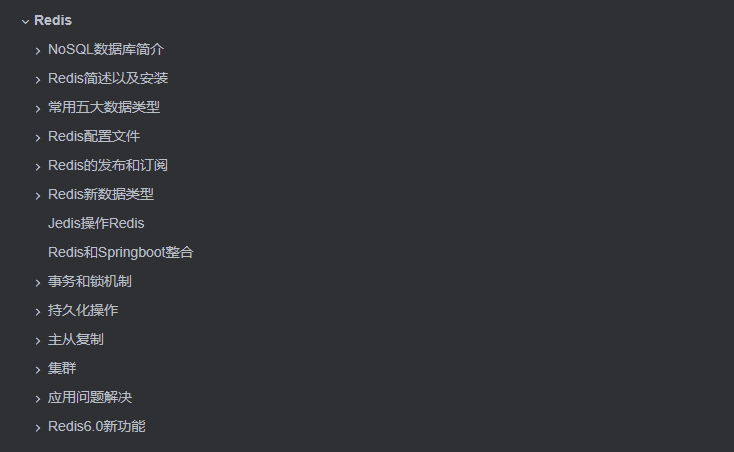 Redis
NoSQL数据库简介
Redis简述以及安装
常用五大数据类型
Redis配置文件
Redis的发布和订阅
Redis新数据类型
Jedis操作Redis
Redis和Springboot整合
事务和锁机制
持久化操作
主从复制
集群
应用问题解决
Redis6.0新功能